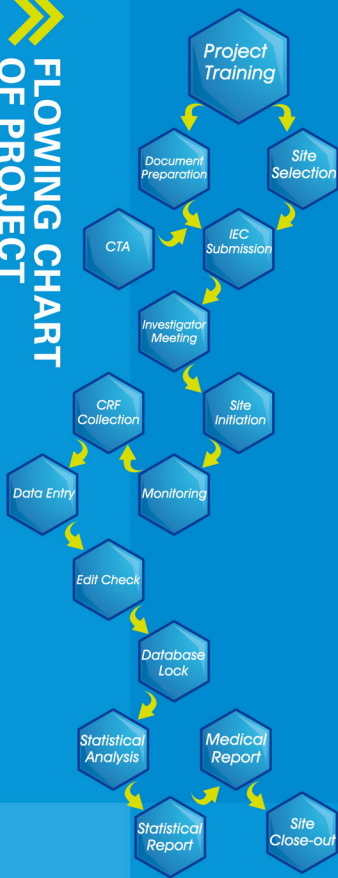 FLOWING CHART
OF PROJECT
Project
Training
Document
Preparation
Site
Selection
CTA
IEC
Submission
Investigator
Meeting
CRF
Collection
Site
Initiation
Data Entry
Monitoring
Edit Check
Database
Lock
Statistical
Analysis
Medical
Report
Statistical
Report
Site
Close-out